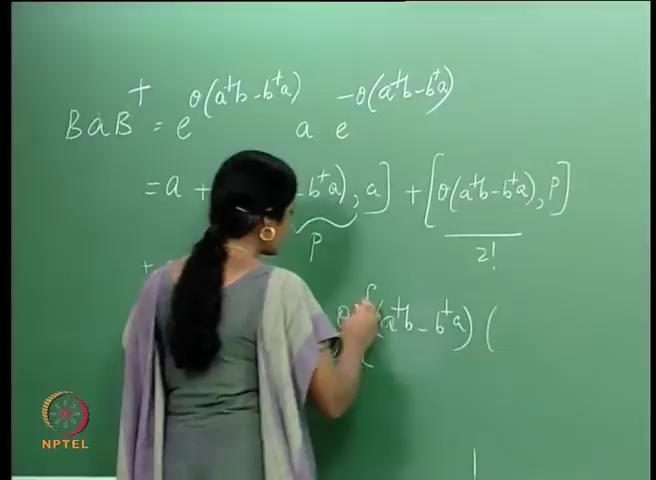 BaB† = e^θ(a†b - b†a) a e^-θ(a†b - b†a)
= a + - b†a), a] + [θ(a†b - b†a), P]
P 2!
+
(a†b - b†a) (
NPTEL